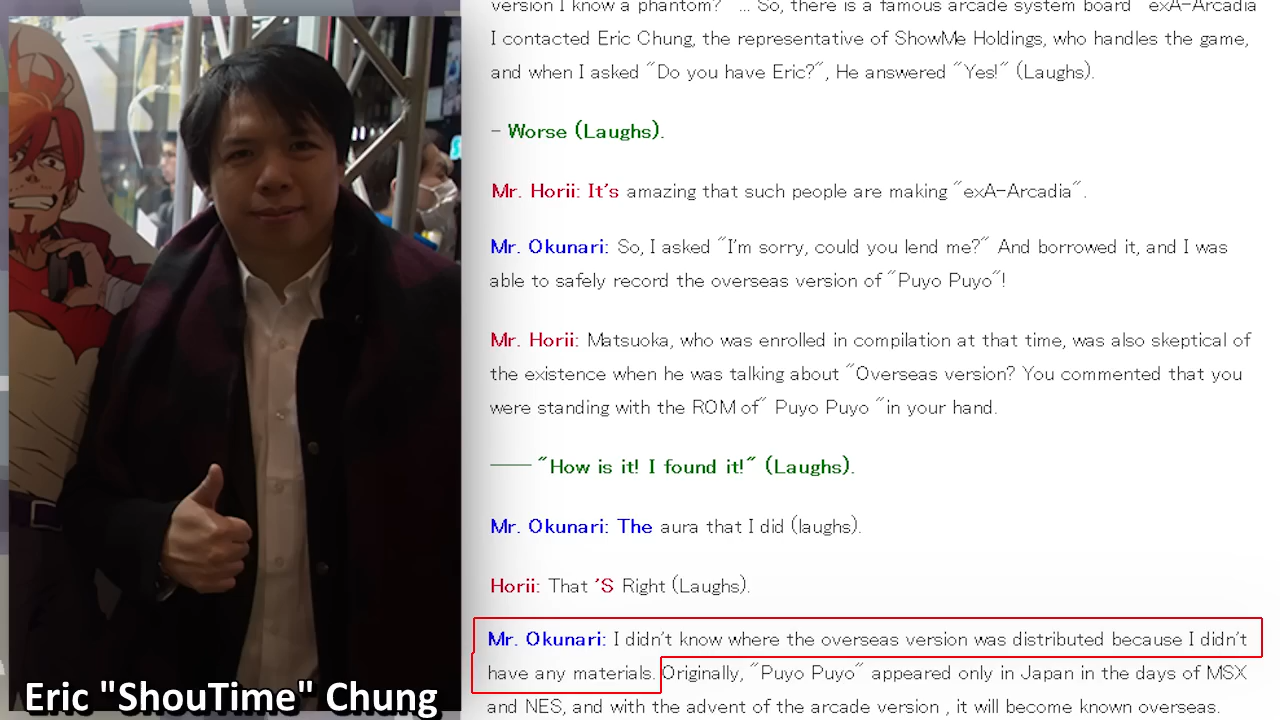 version I know a phantom? " ... So, there is a famous arcade system board " exA-Arcadia
I contacted Eric Chung, the representative of ShowMe Holdings, who handles the game,
and when I asked "Do you have Eric?", He answered "Yes!" (Laughs).
- Worse (Laughs).
Mr. Horii: It's amazing that such people are making "exA-Arcadia".
Mr. Okunari: So, I asked "I'm sorry, could you lend me?" And borrowed it, and I was
able to safely record the overseas version of "Puyo Puyo"!
Mr. Horii: Matsuoka, who was enrolled in compilation at that time, was also skeptical of
the existence when he was talking about "Overseas version? You commented that you
were standing with the ROM of" Puyo Puyo "in your hand.
—— "How is it! I found it!" (Laughs).
Mr. Okunari: The aura that I did (laughs).
Horii: That 'S Right (Laughs).
Mr. Okunari: I didn't know where the overseas version was distributed because I didn't
have any materials. Originally, "Puyo Puyo" appeared only in Japan in the days of MSX
and NES, and with the advent of the arcade version , it will become known overseas.
Eric "ShouTime" Chung